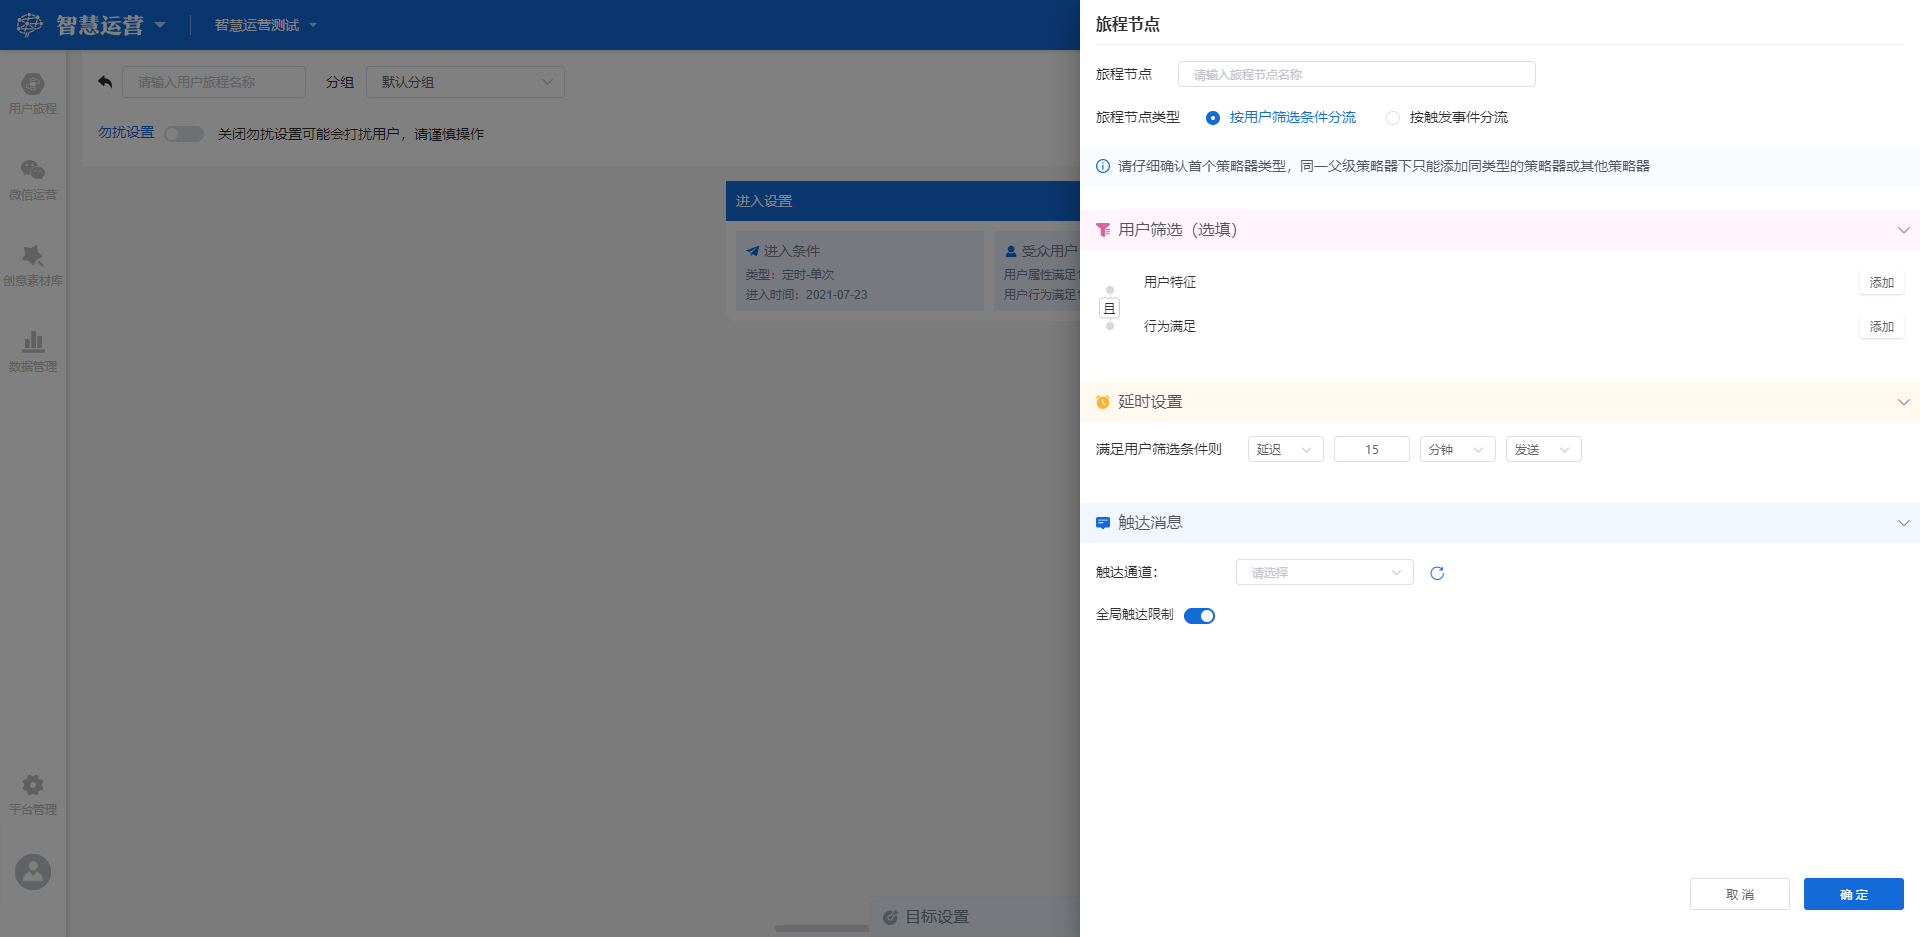 智慧运营
智慧运营测试
请输入用户旅程名称
分组
默认分组
勿扰设置
关闭勿扰设置可能会打扰用户，请谨慎操作
用户旅程
微信运营
创意素材库
数据管理
平台管理
进入设置
进入条件
类型：定时-单次
进入时间：2021-07-23
受众用户
用户属性满足
用户行为满足
目标设置
旅程节点
旅程节点
请输入旅程节点名称
旅程节点类型
按用户筛选条件分流
按触发事件分流
请仔细确认首个策略器类型，同一父级策略器下只能添加同类型的策略器或其他策略器
用户筛选（选填）
且
用户特征
添加
行为满足
添加
延时设置
满足用户筛选条件则
延迟
15
分钟
发送
触达消息
触达通道：
请选择
全局触达限制
取 消
确 定